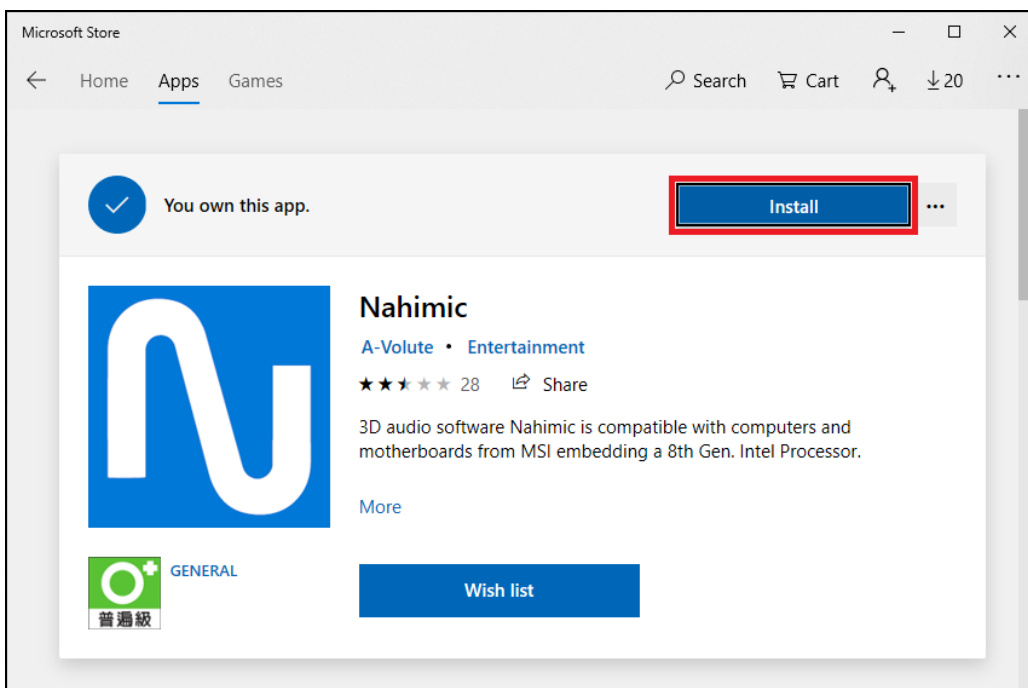 Microsoft Store
Home Apps Games Search Cart 20
You own this app. Install
Nahimic
A-Volute • Entertainment
28 Share
3D audio software Nahimic is compatible with computers and
motherboards from MSI embedding a 8th Gen. Intel Processor.
More
GENERAL
普遍級
Wish list